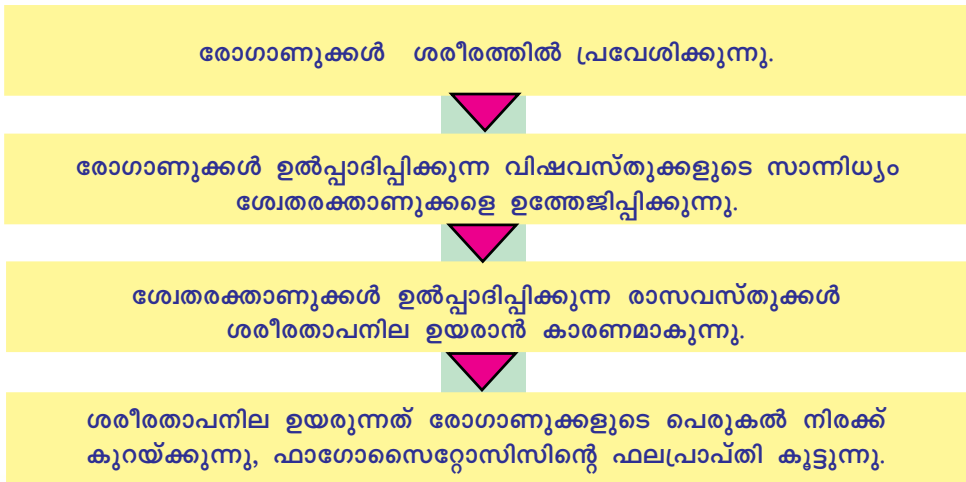 രോഗാണുക്കൾ ശരീരത്തിൽ പ്രവേശിക്കുന്നു.
രോഗാണുക്കൾ ഉൽപ്പാദിപ്പിക്കുന്ന വിഷവസ്തുക്കളുടെ സാന്നിധ്യം
ശ്വേതരക്താണുക്കളെ ഉത്തേജിപ്പിക്കുന്നു.
ശ്വേതരക്താണുക്കൾ ഉൽപ്പാദിപ്പിക്കുന്ന രാസവസ്തുക്കൾ
ശരീരതാപനില ഉയരാൻ കാരണമാകുന്നു.
ശരീരതാപനില ഉയരുന്നത് രോഗാണുക്കളുടെ പെരുകൽ നിരക്ക്
കുറയ്ക്കുന്നു, ഫാഗോസൈറ്റോസിസിന്റെ ഫലപ്രാപ്തി കൂട്ടുന്നു.